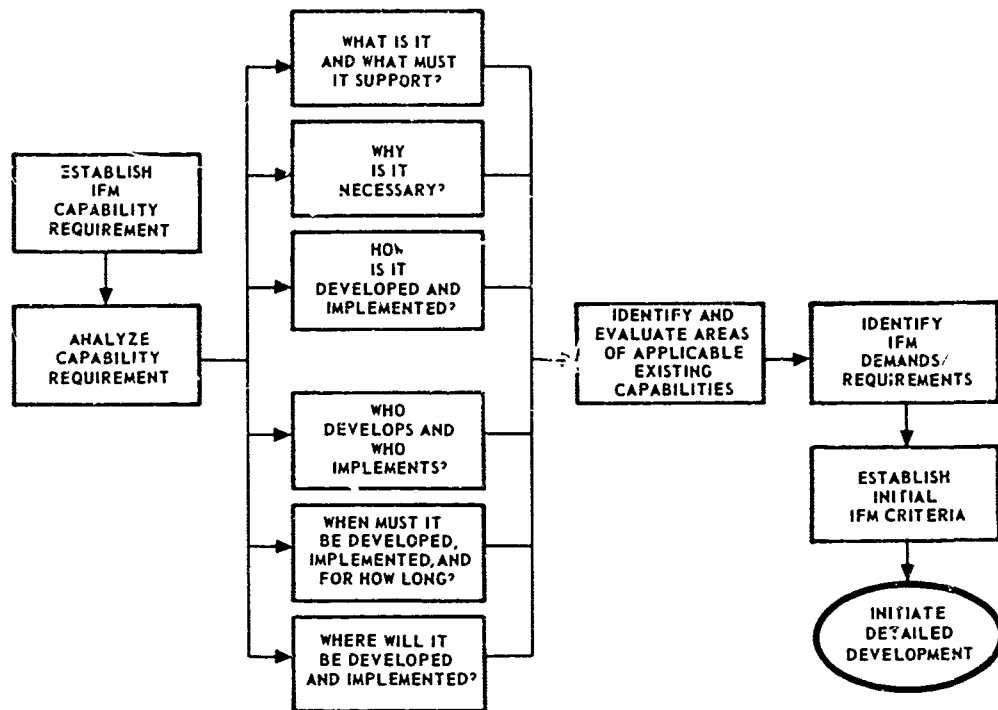 ESTABLISH
IFM
CAPABILITY
REQUIREMENT
ANALYZE
CAPABILITY
REQUIREMENT
WHAT IS IT
AND WHAT MUST
IT SUPPORT?
WHY
IS IT
NECESSARY?
HOW
IS IT
DEVELOPED AND
IMPLEMENTED?
WHO
DEVELOPS AND
WHO
IMPLEMENTS?
WHEN MUST IT
BE DEVELOPED,
IMPLEMENTED, AND
FOR HOW LONG?
WHERE WILL IT
BE DEVELOPED
AND IMPLEMENTED?
IDENTIFY AND
EVALUATE AREAS
OF APPLICABLE
EXISTING
CAPABILITIES
IDENTIFY
IFM
DEMANDS/
REQUIREMENTS
ESTABLISH
INITIAL
IFM CRITERIA
INITIATE
DETAILED
DEVELOPMENT